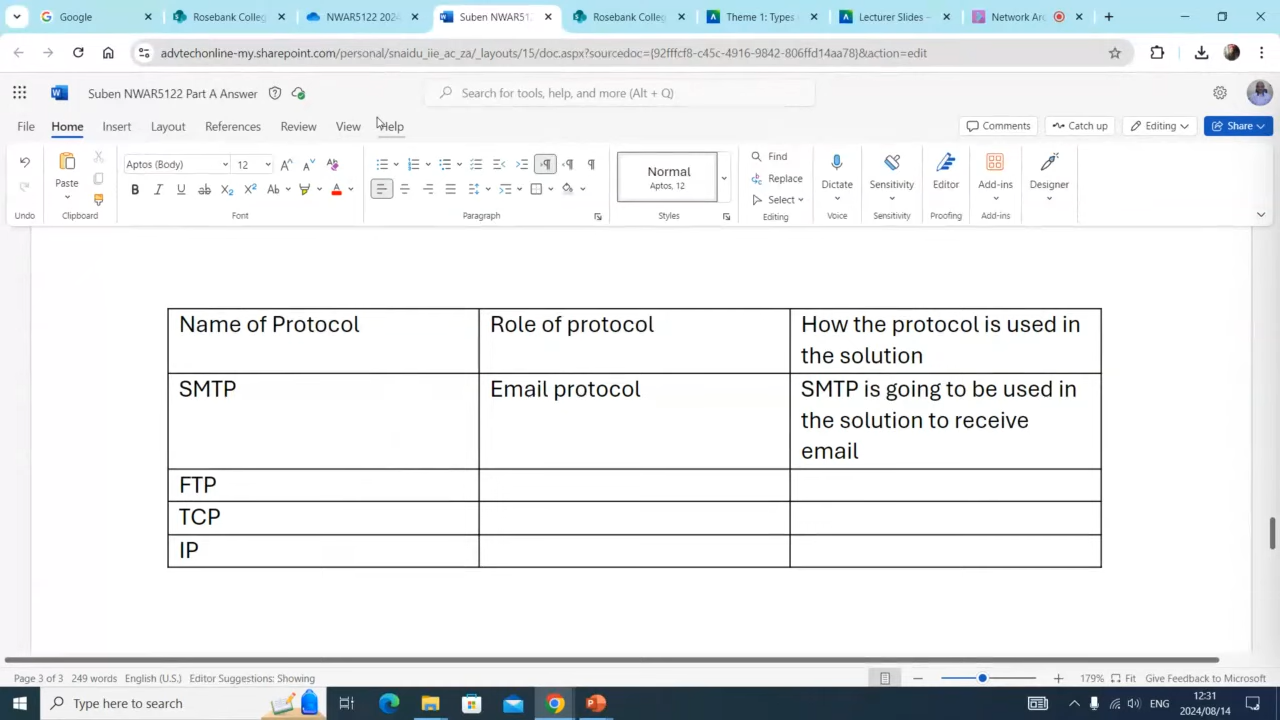 Google
Rosebank Colleg
NWAR5122 202
Suben NWAR51
Rosebank Colleg
Theme 1: Types
Lecturer Slides –
Network Arc
advtechonline-my.sharepoint.com/personal/snaidu_iie_ac_za/_layouts/15/doc.aspx?sourcedoc={92fffcf8-c45c-4916-9842-806ffd14aa78}&action=edit
Suben NWAR5122 Part A Answer
Search for tools, help, and more (Alt + Q)
File Home Insert Layout References Review View Help
Comments Catch up Editing Share
Paste
Aptos (Body) 12
Normal
Aptos, 12
Find
Replace
Select
Dictate Sensitivity Editor Add-ins Designer
Undo Clipboard Font Paragraph Styles Editing Voice Sensitivity Proofing Add-ins
Name of Protocol
Role of protocol
How the protocol is used in
the solution
SMTP
Email protocol
SMTP is going to be used in
the solution to receive
email
FTP
TCP
IP
Page 3 of 3 249 words English (U.S.) Editor Suggestions: Showing
179% Fit Give Feedback to Microsoft
Type here to search
ENG
12:31
2024/08/14